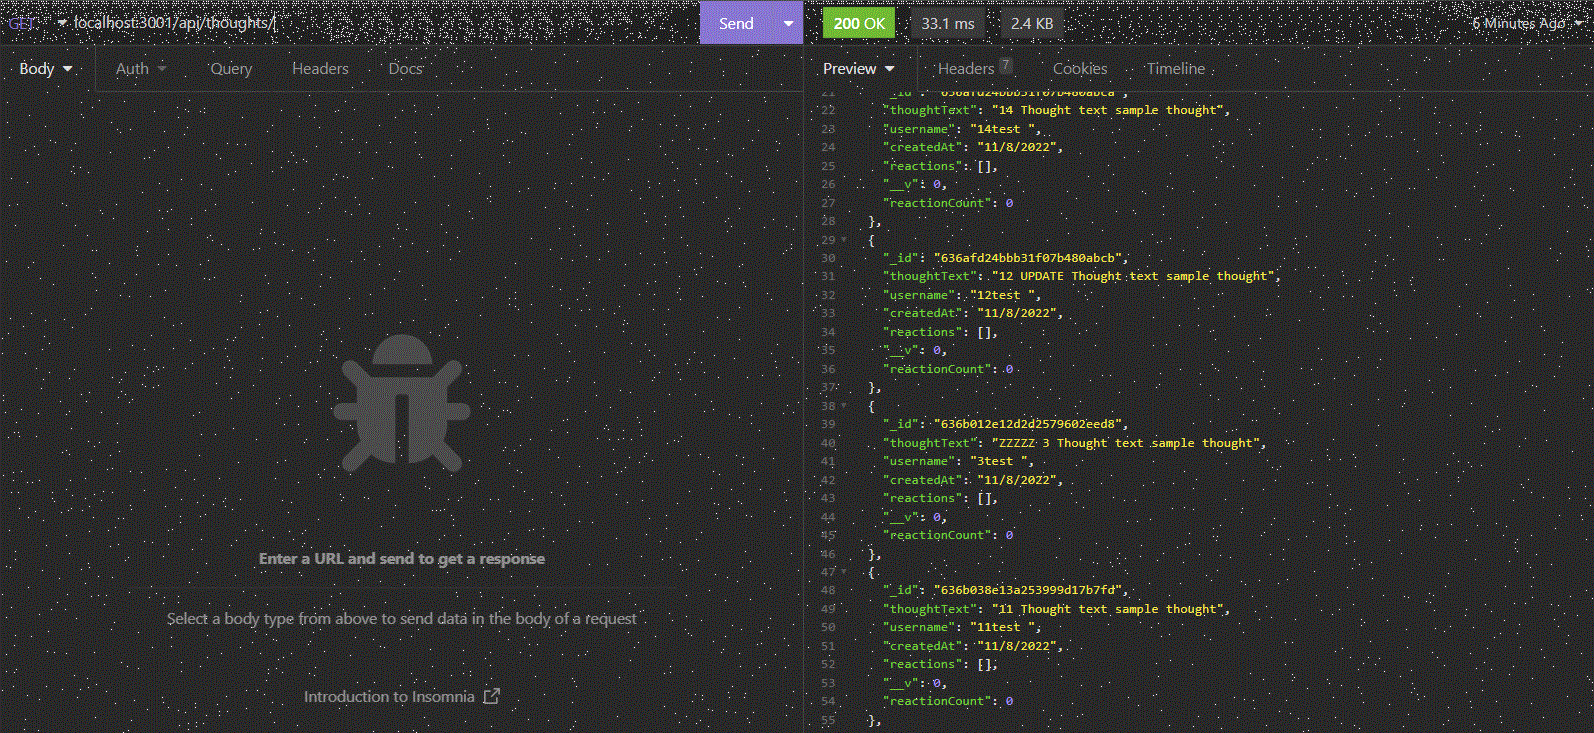 GET localhost:3001/api/thoughts/
Send
200 OK 33.1 ms 2.4 KB 6 Minutes Ago
Body Auth Query Headers Docs
Preview Headers 7 Cookies Timeline
21 "_id": "636afd24bbb31f07b480abca",
22 "thoughtText": "14 Thought text sample thought",
23 "username": "14test ",
24 "createdAt": "11/8/2022",
25 "reactions": [],
26 "__v": 0,
27 "reactionCount": 0
28 },
29 {
30 "_id": "636afd24bbb31f07b480abcb",
31 "thoughtText": "12 UPDATE Thought text sample thought",
32 "username": "12test ",
33 "createdAt": "11/8/2022",
34 "reactions": [],
35 "__v": 0,
36 "reactionCount": 0
37 },
38 {
39 "_id": "636b012e12d2d2579602eed8",
40 "thoughtText": "ZZZZZ 3 Thought text sample thought",
41 "username": "3test ",
42 "createdAt": "11/8/2022",
43 "reactions": [],
44 "__v": 0,
45 "reactionCount": 0
46 },
47 {
48 "_id": "636b038e13a253999d17b7fd",
49 "thoughtText": "11 Thought text sample thought",
50 "username": "11test ",
51 "createdAt": "11/8/2022",
52 "reactions": [],
53 "__v": 0,
54 "reactionCount": 0
55 },
Enter a URL and send to get a response
Select a body type from above to send data in the body of a request
Introduction to Insomnia